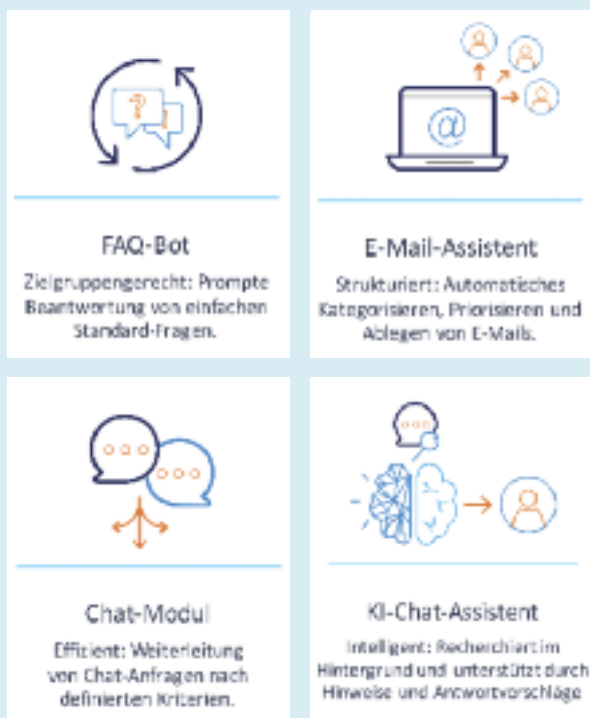 FAQ-Bot
Zielgruppengerecht: Prompte
Beantwortung von einfachen
Standard-Fragen.
E-Mail-Assistent
Strukturiert: Automatisches
Kategorisieren, Priorisieren und
Ablegen von E-Mails.
Chat-Modul
Effizient: Weiterleitung
von Chat-Anfragen nach
definierten Kriterien.
KI-Chat-Assistent
Intelligent: Recherchiert im
Hintergrund und unterstützt durch
Hinweise und Antwortvorschläge